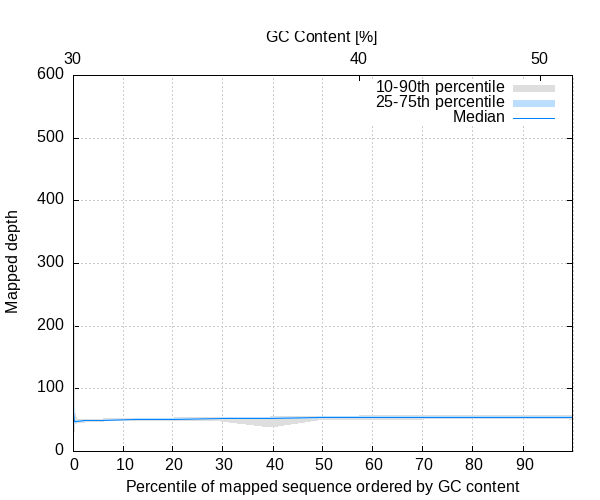 GC Content [%]
30 40 50
600
500
400
300
200
100
0
10-90th percentile
25-75th percentile
Median
Mapped depth
0 10 20 30 40 50 60 70 80 90
Percentile of mapped sequence ordered by GC content